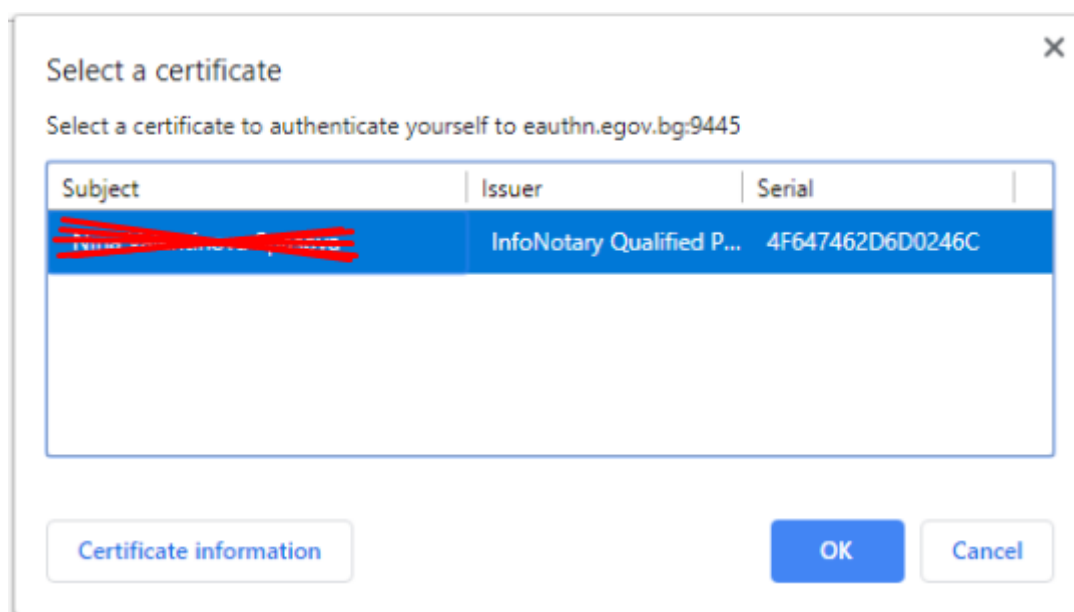 Select a certificate
Select a certificate to authenticate yourself to eauthn.egov.bg:9445
Subject Issuer Serial
InfoNotary Qualified P... 4F647462D6D0246C
Certificate information OK Cancel